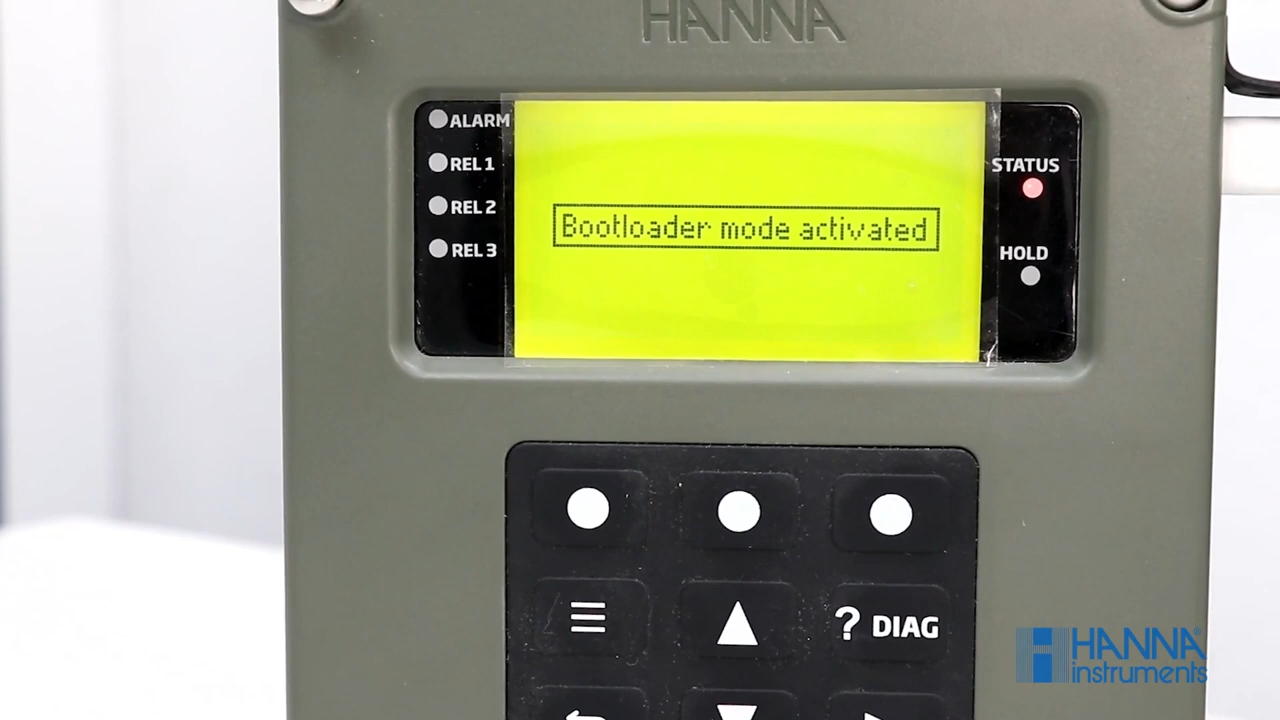 HANNA
ALARM
REL 1
REL 2
REL 3
Bootloader mode activated
STATUS
HOLD
? DIAG
HANNA
instruments